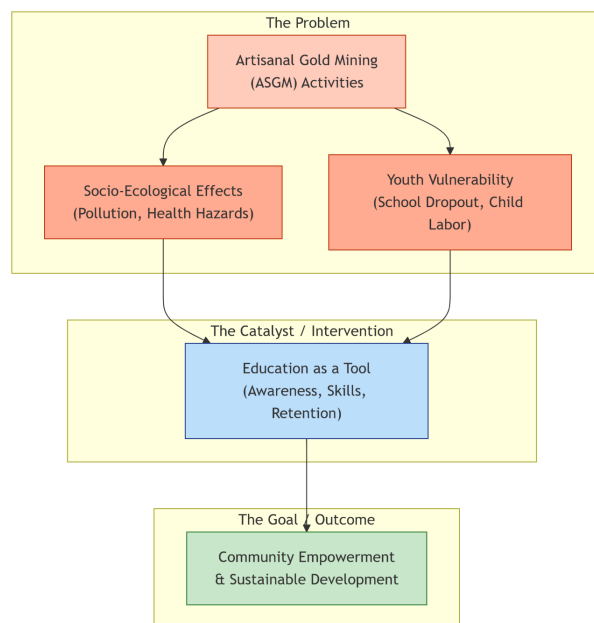 The Problem
Artisanal Gold Mining
(ASGM) Activities
Socio-Ecological Effects
(Pollution, Health Hazards)
Youth Vulnerability
(School Dropout, Child
Labor)
The Catalyst / Intervention
Education as a Tool
(Awareness, Skills,
Retention)
The Goal / Outcome
Community Empowerment
& Sustainable Development